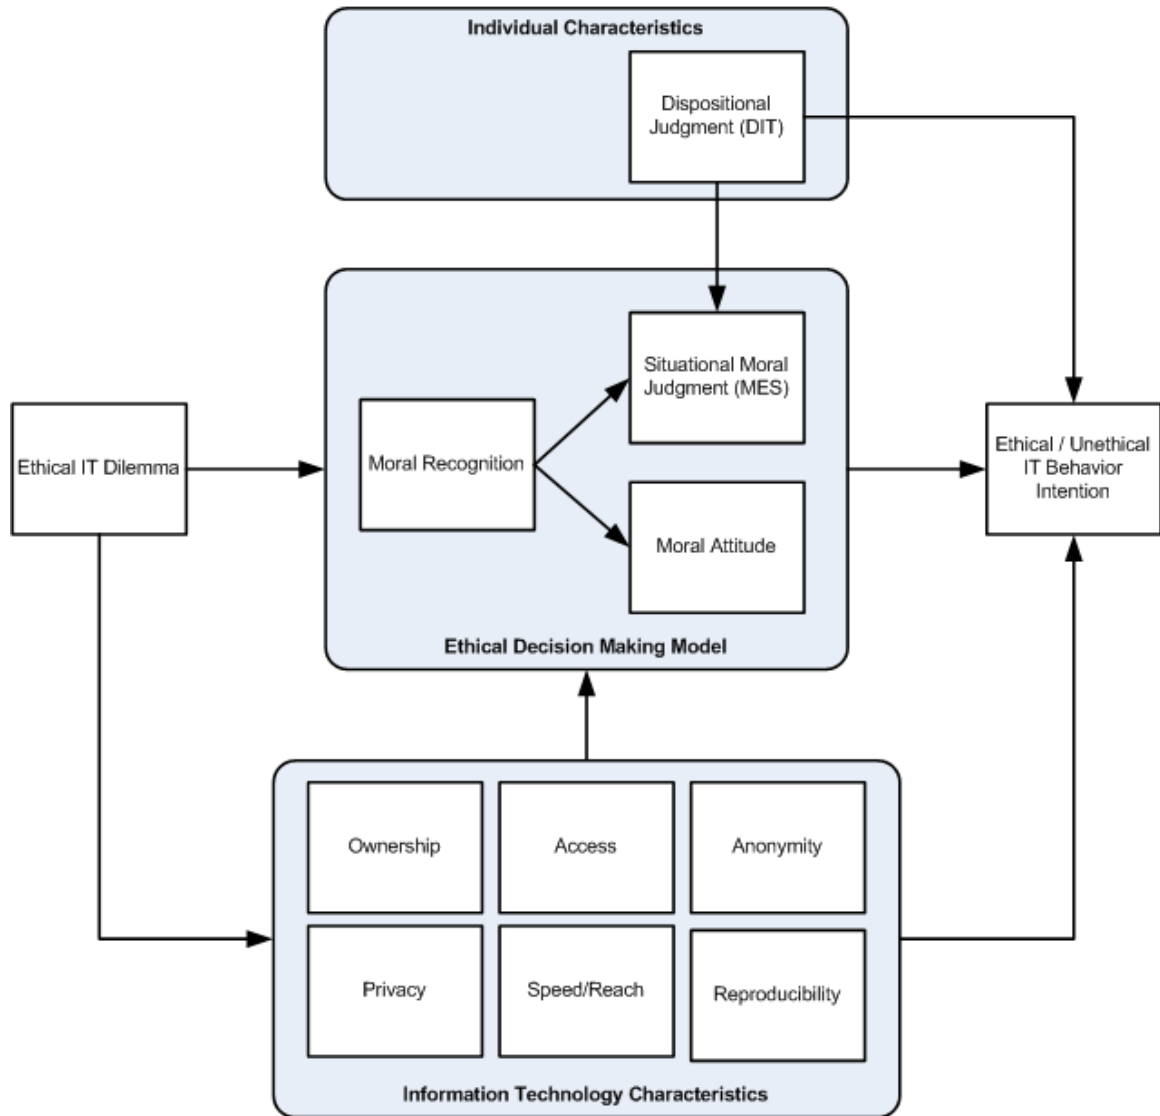 Individual Characteristics
Dispositional
Judgment (DIT)
Situational Moral
Judgment (MES)
Ethical IT Dilemma
Moral Recognition
Ethical / Unethical
IT Behavior
Intention
Moral Attitude
Ethical Decision Making Model
Ownership
Access
Anonymity
Privacy
Speed/Reach
Reproducibility
Information Technology Characteristics